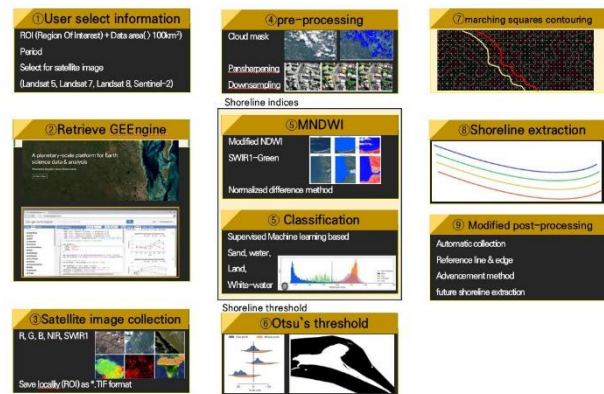 ①User select information
ROI (Region Of Interest) + Data area(〉100km²)
Period
Select for satellite image
(Landsat 5, Landsat 7, Landsat 8, Sentinel-2)
② Retrieve GEEngine
A planetary-scale platform for Earth
science data & analysis
③Satellite image collection
R, G, B, NIR, SWIR1
Save locally (ROI) as *.TIF format
④pre-processing
Cloud mask
Pansharpening
Downsampling
Shoreline indices
⑤MNDWI
Modified NDWI
SWIR1-Green
Normalized difference method
⑤ Classification
Supervised Machine learning based
Sand, water,
Land,
White-water
Shoreline threshold
⑥Otsu`s threshold
⑦marching squares contouring
⑧ Shoreline extraction
⑨ Modified post-processing
Automatic collection
Reference line & edge
Advancement method
future shoreline extraction